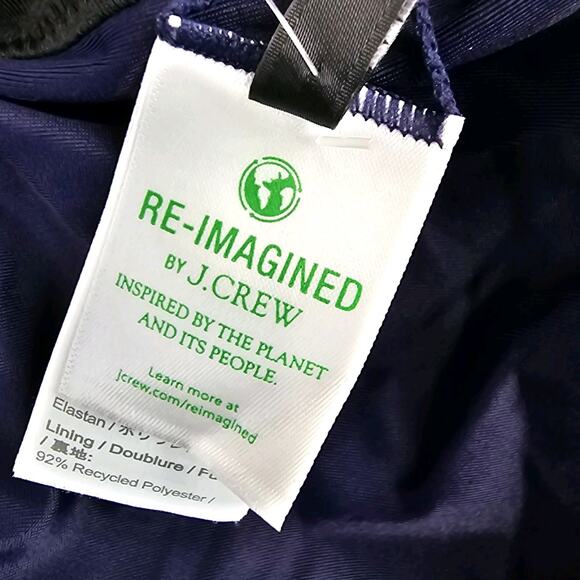 RE-IMAGINED
BY J.CREW
INSPIRED BY THE PLANET
AND ITS PEOPLE.
Learn more at
jcrew.com/reimagined
Elastan /
Lining / Doublure /
/ 裏地:
92% Recycled Polyester /